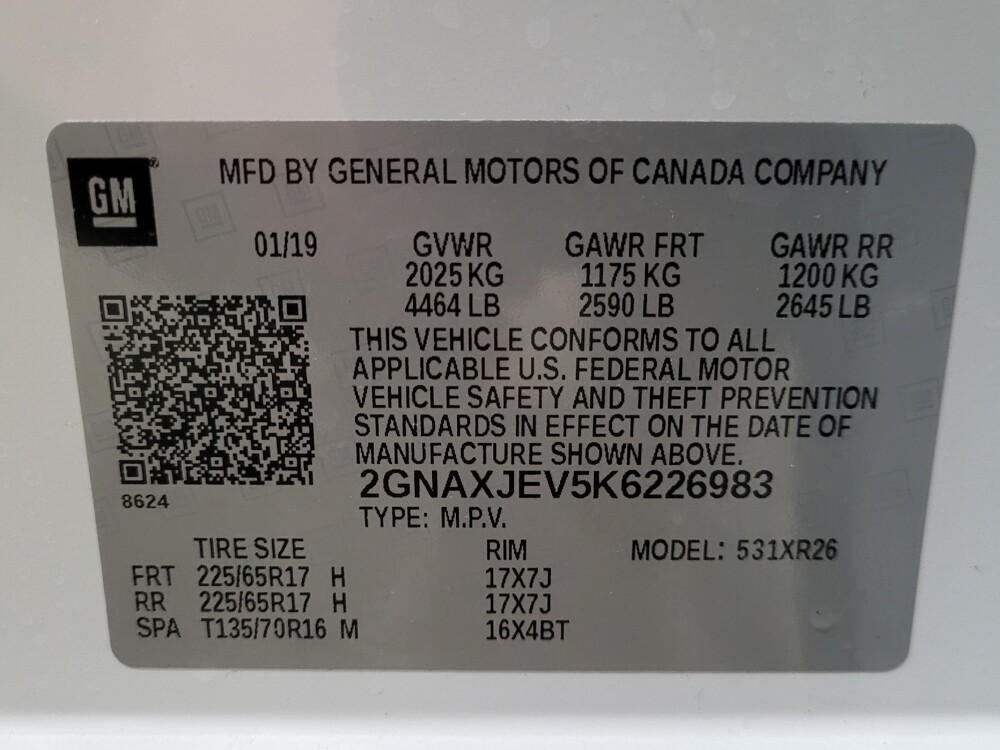 GM®
MFD BY GENERAL MOTORS OF CANADA COMPANY
01/19 GVWR GAWR FRT GAWR RR
2025 KG 1175 KG 1200 KG
4464 LB 2590 LB 2645 LB
THIS VEHICLE CONFORMS TO ALL
APPLICABLE U.S. FEDERAL MOTOR
VEHICLE SAFETY AND THEFT PREVENTION
STANDARDS IN EFFECT ON THE DATE OF
MANUFACTURE SHOWN ABOVE.
2GNAXJEV5K6226983
8624
TYPE: M.P.V.
TIRE SIZE RIM MODEL: 531XR26
FRT 225/65R17 H 17X7J
RR 225/65R17 H 17X7J
SPA T135/70R16 M 16X4BT